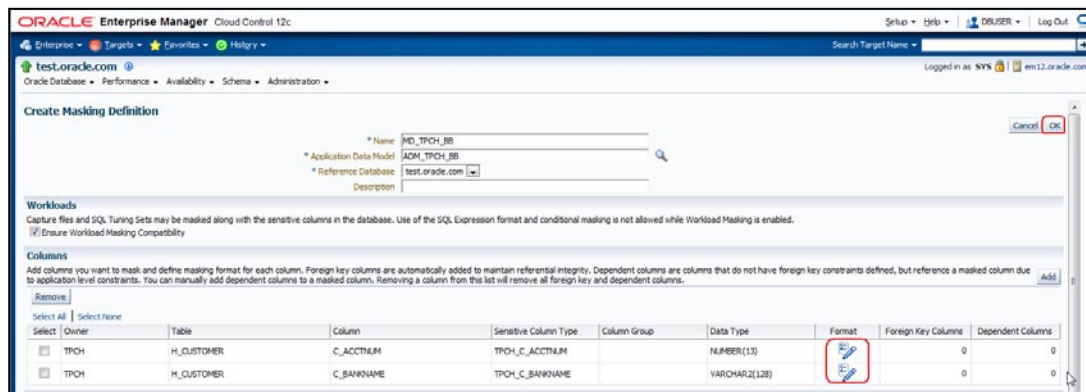 ORACLE Enterprise Manager Cloud Control 12c
Setup Help DBUSER Log Out
Enterprise Targets Favorites History Search Target Name
test.oracle.com Logged in as SYS em12.oracle.com
Oracle Database Performance Availability Schema Administration
Create Masking Definition
Cancel OK
* Name MD_TPCH_BB
* Application Data Model ADM_TPCH_BB
* Reference Database test.oracle.com
Description
Workloads
Capture files and SQL Tuning Sets may be masked along with the sensitive columns in the database. Use of the SQL Expression format and conditional masking is not allowed while Workload Masking is enabled.
Ensure Workload Masking Compatibility
Columns
Add columns you want to mask and define masking format for each column. Foreign key columns are automatically added to maintain referential integrity. Dependent columns are columns that do not have foreign key constraints defined, but reference a masked column due
to application level constraints. You can manually add dependent columns to a masked column. Removing a column from this list will remove all foreign key and dependent columns.
Add
Remove
Select All | Select None
Select Owner Table Column Sensitive Column Type Column Group Data Type Format Foreign Key Columns Dependent Columns
TPCH H_CUSTOMER C_ACCTNUM TPCH_C_ACCTNUM NUMBER(13) 0 0
TPCH H_CUSTOMER C_BANKNAME TPCH_C_BANKNAME VARCHAR2(128) 0 0